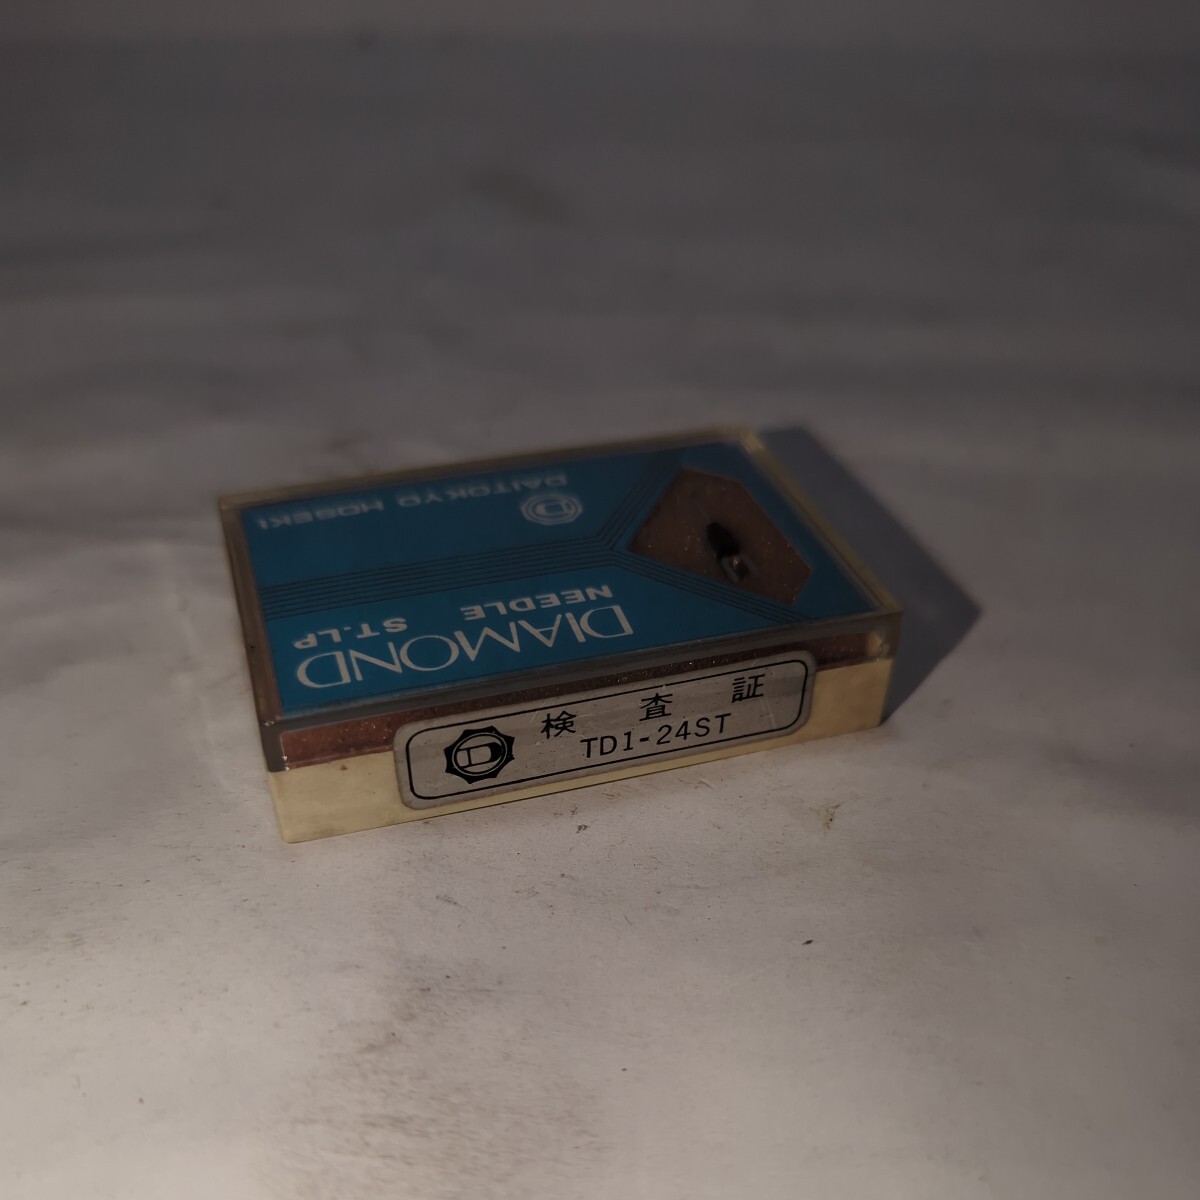 DIAMOND
NEEDLE
ST.LP
D
DAITOKYO HOSEKI
D
検査証
TD1-24ST